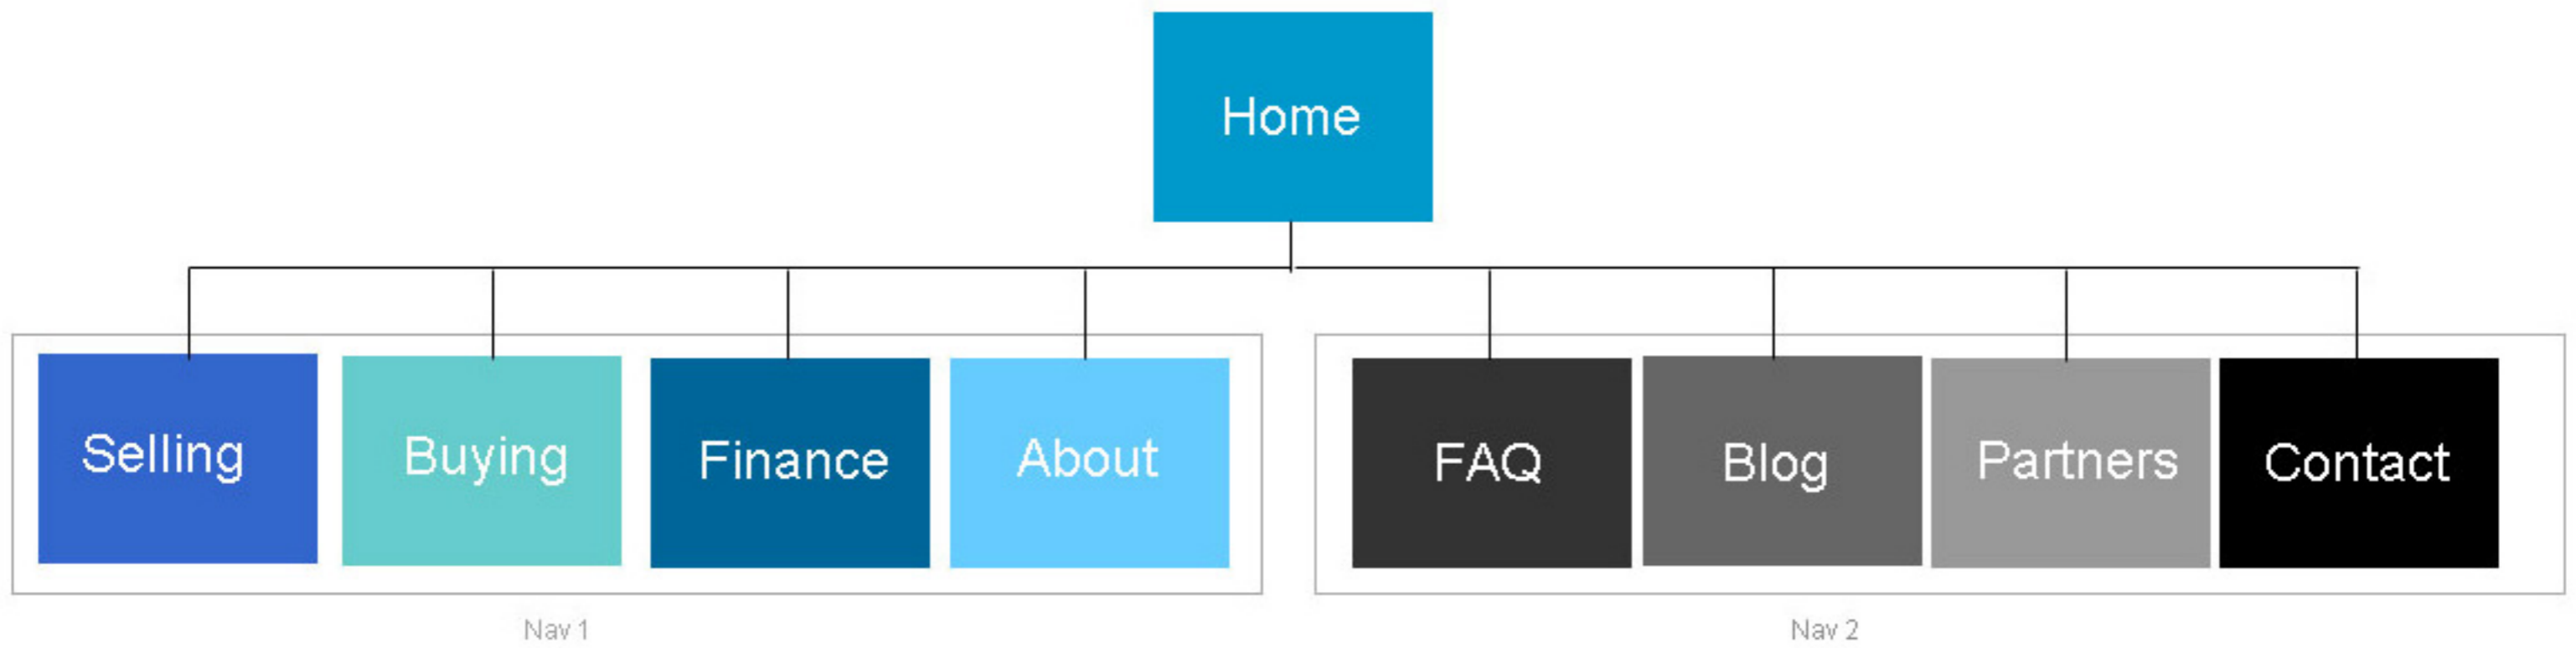 Home
Selling
Buying
Finance
About
FAQ
Blog
Partners
Contact
Nav 1
Nav 2